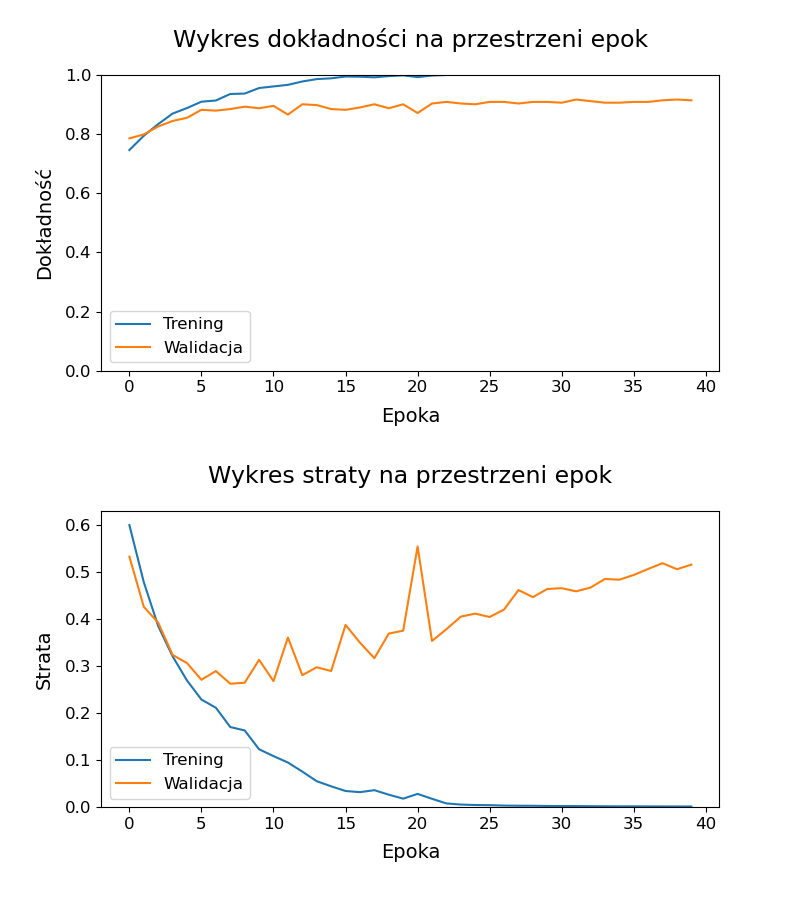 Wykres dokładności na przestrzeni epok
1.0
0.8
0.6
0.4
0.2
0.0
Dokładność
Trening
Walidacja
0 5 10 15 20 25 30 35 40
Epoka
Wykres straty na przestrzeni epok
0.6
0.5
0.4
0.3
0.2
0.1
0.0
Strata
Trening
Walidacja
0 5 10 15 20 25 30 35 40
Epoka